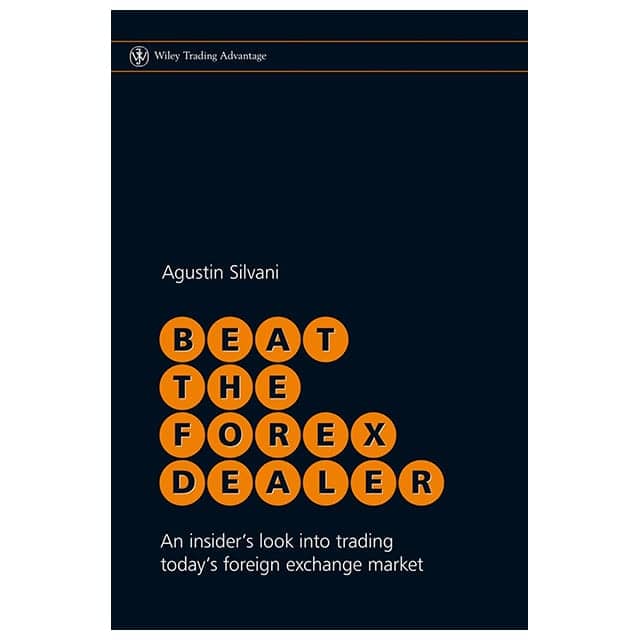 Wiley Trading Advantage
Agustin Silvani
BEAT
THE
FOREX
DEALER
An insider's look into trading
today's foreign exchange market